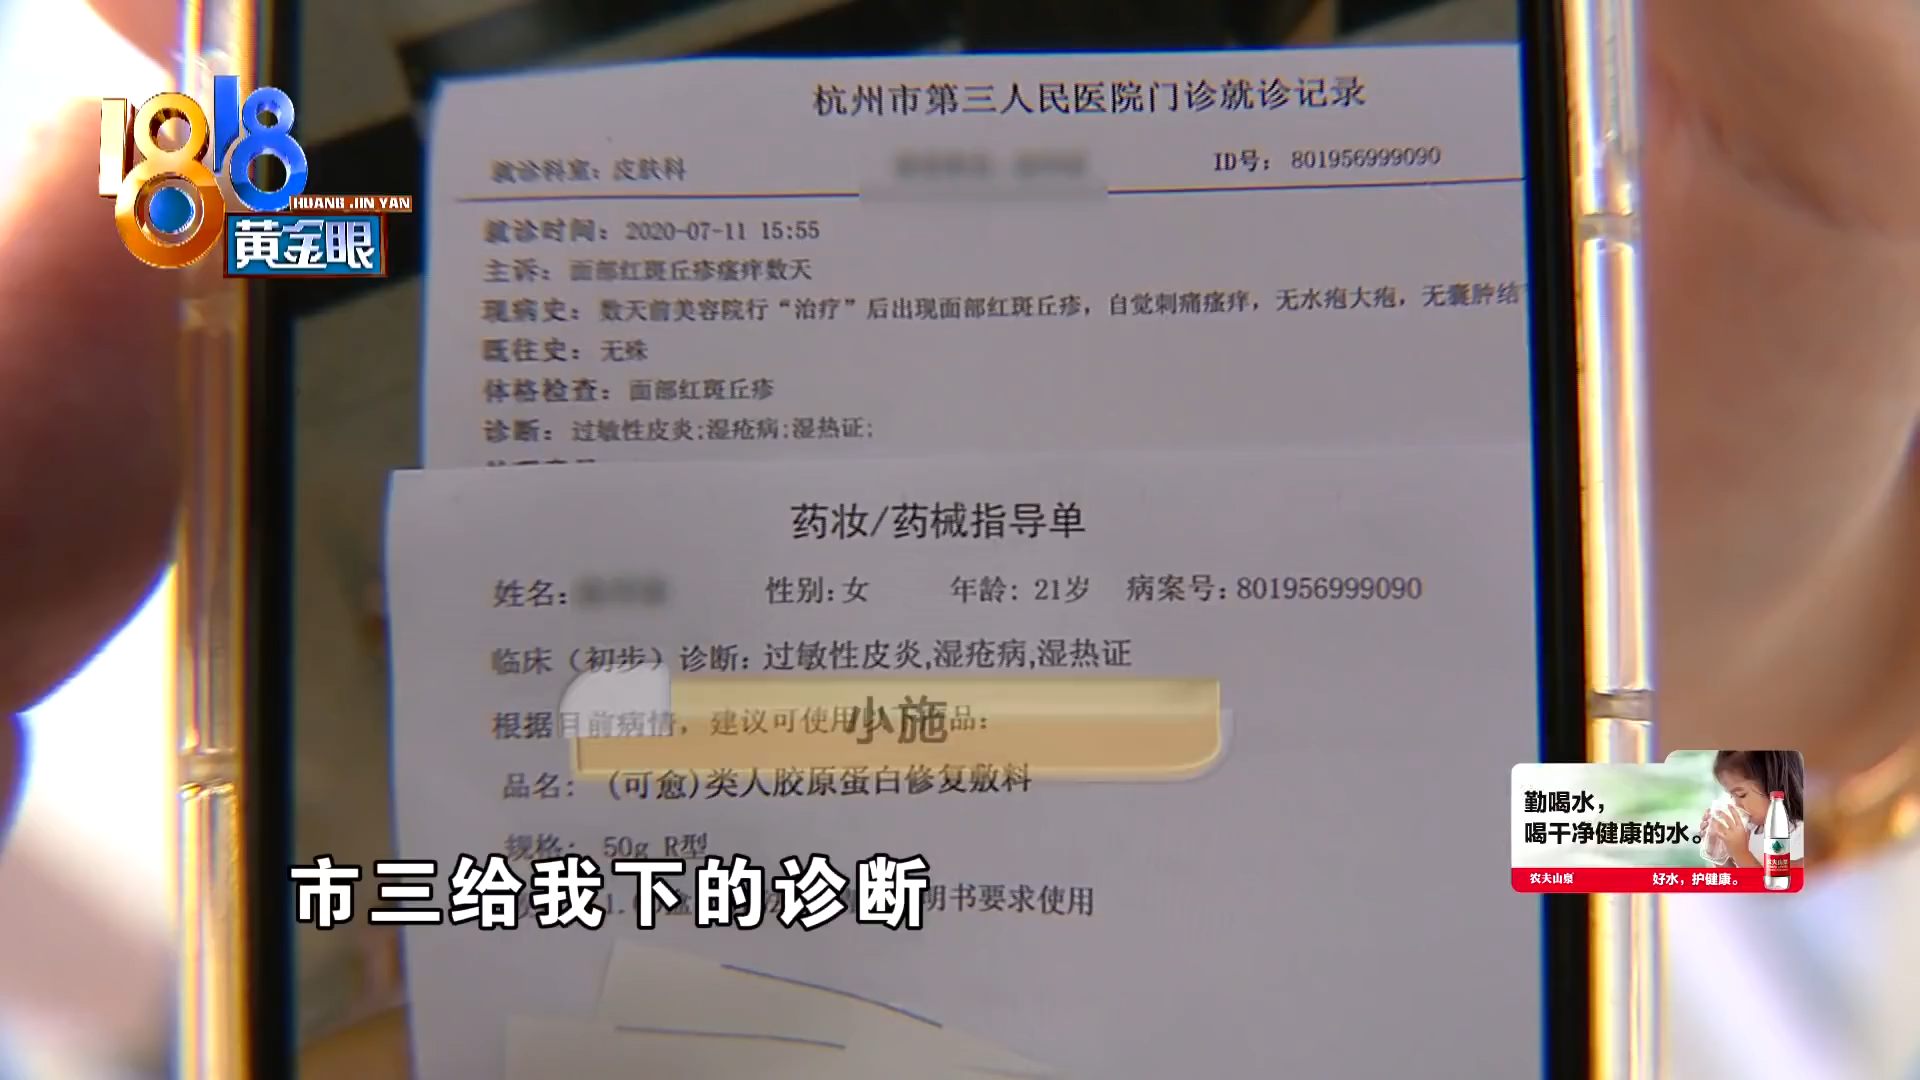 1818
HUANG JIN YAN
黄金眼
杭州市第三人民医院门诊就诊记录
就诊科室：皮肤科
ID号：801956999090
就诊时间：2020-07-11 15:55
主诉：面部红斑丘疹瘙痒数天
现病史：数天前美容院行“治疗”后出现面部红斑丘疹，自觉刺痛瘙痒，无水疱大疱，无囊肿结
既往史：无殊
体格检查：面部红斑丘疹
诊断：过敏性皮炎;湿疮病;湿热证;
药妆/药械指导单
姓名: 性别:女 年龄: 21岁 病案号:801956999090
临床（初步）诊断:过敏性皮炎,湿疮病,湿热证
根据目前病情，建议可使用 品:
小施
品名: (可愈)类人胶原蛋白修复敷料
规格: 50g R型
明书要求使用
市三给我下的诊断
勤喝水，
喝干净健康的水。
农夫山泉
好水，护健康。